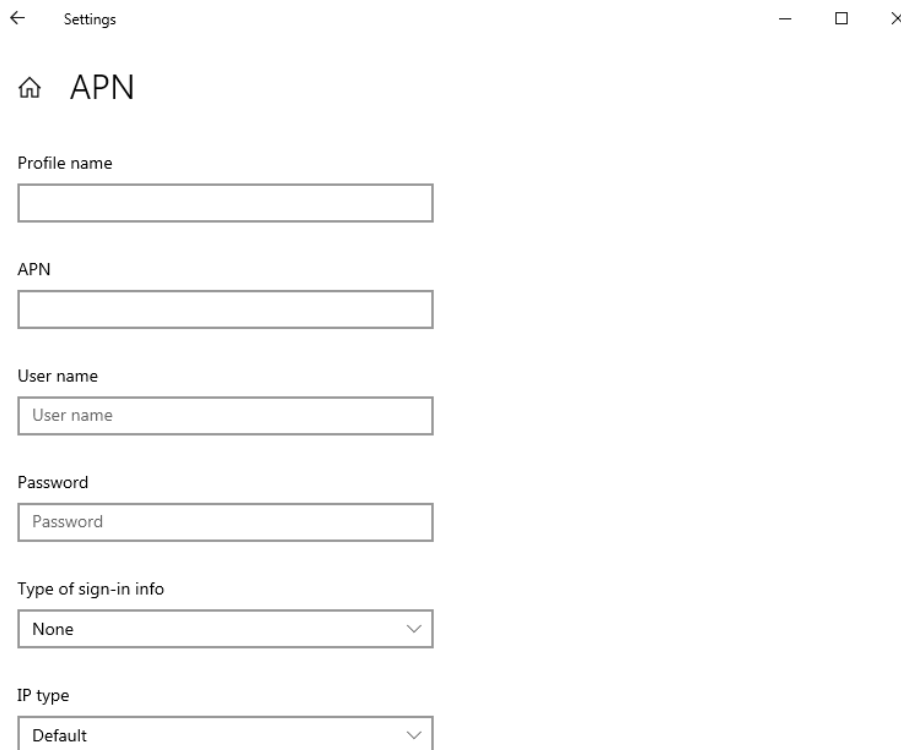 Settings
APN
Profile name
APN
User name
User name
Password
Password
Type of sign-in info
None
IP type
Default